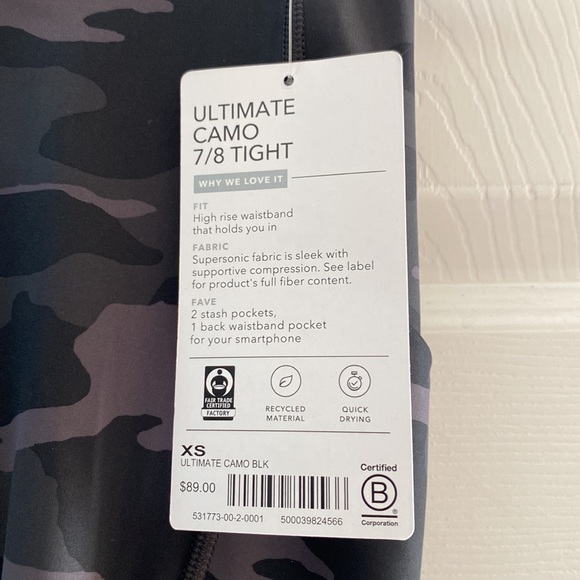 ULTIMATE
CAMO
7/8 TIGHT
WHY WE LOVE IT
FIT
High rise waistband
that holds you in
FABRIC
Supersonic fabric is sleek with
supportive compression. See label
for product's full fiber content.
FAVE
2 stash pockets,
1 back waistband pocket
for your smartphone
FAIR TRADE
CERTIFIED
FACTORY
RECYCLED
MATERIAL
QUICK
DRYING
XS
ULTIMATE CAMO BLK
$89.00
531773-00-2-0001 500039824566
Certified
B
®
Corporation